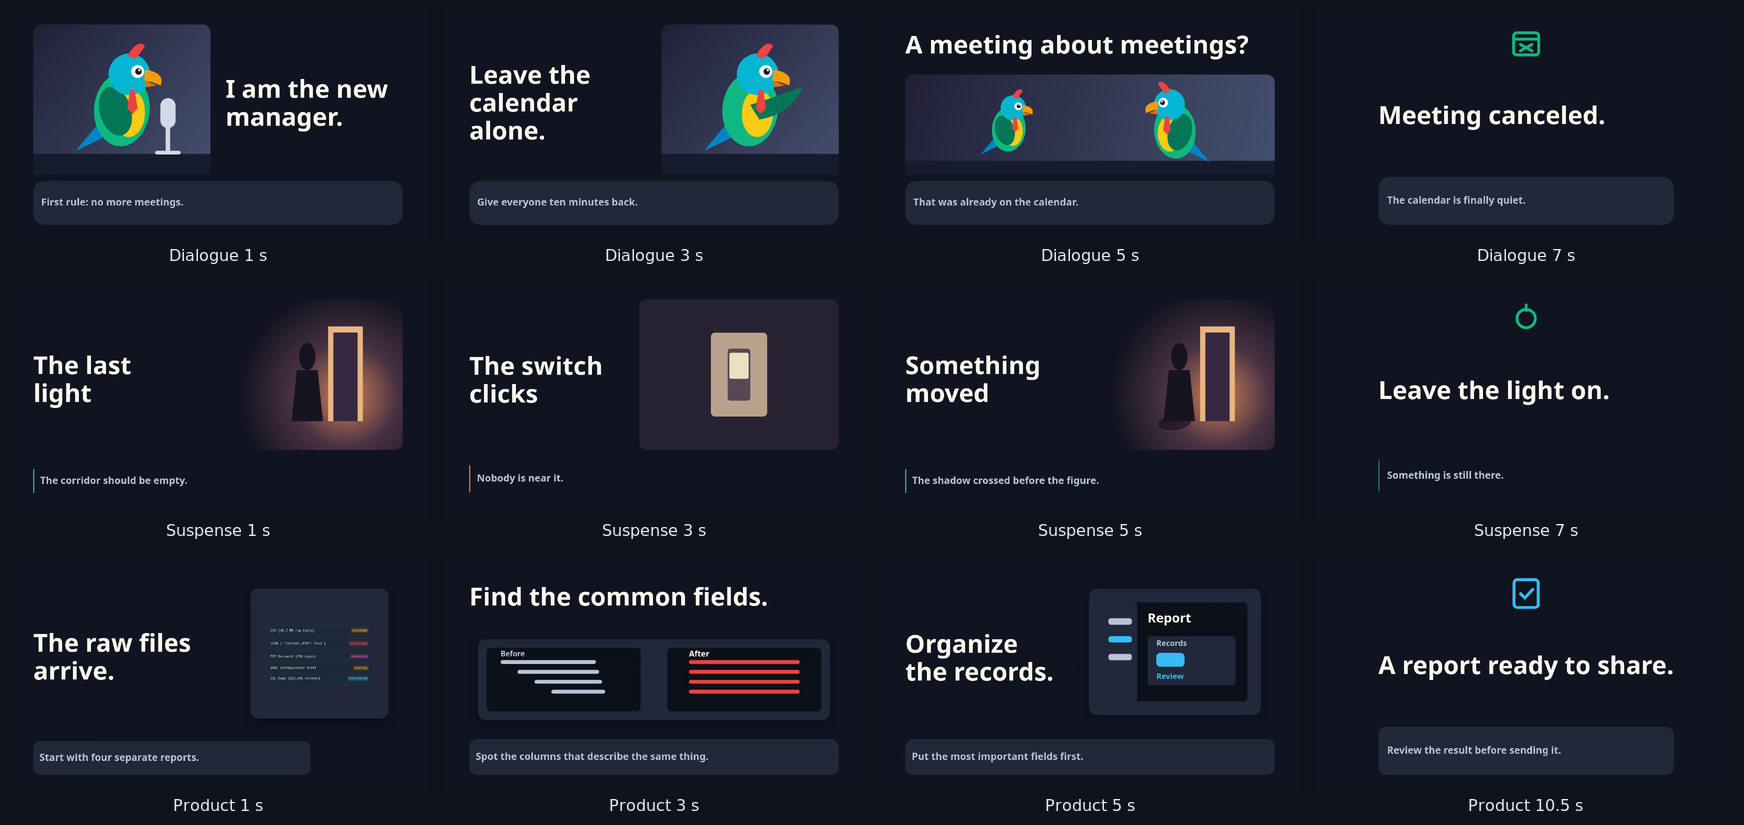 I am the new
manager.
First rule: no more meetings.
Dialogue 1 s
Leave the
calendar
alone.
Give everyone ten minutes back.
Dialogue 3 s
A meeting about meetings?
That was already on the calendar.
Dialogue 5 s
Meeting canceled.
The calendar is finally quiet.
Dialogue 7 s
The last
light
The corridor should be empty.
Suspense 1 s
The switch
clicks
Nobody is near it.
Suspense 3 s
Something
moved
The shadow crossed before the figure.
Suspense 5 s
Leave the light on.
Something is still there.
Suspense 7 s
The raw files
arrive.
Start with four separate reports.
Product 1 s
Find the common fields.
Before
After
Spot the columns that describe the same thing.
Product 3 s
Organize
the records.
Report
Records
Review
Put the most important fields first.
Product 5 s
A report ready to share.
Review the result before sending it.
Product 10.5 s